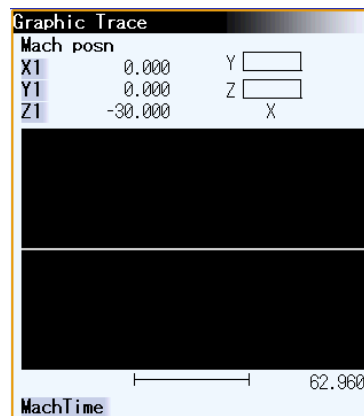 Graphic Trace
Mach posn
X1 0.000 Y
Y1 0.000 Z
Z1 -30.000 X
62.960
MachTime